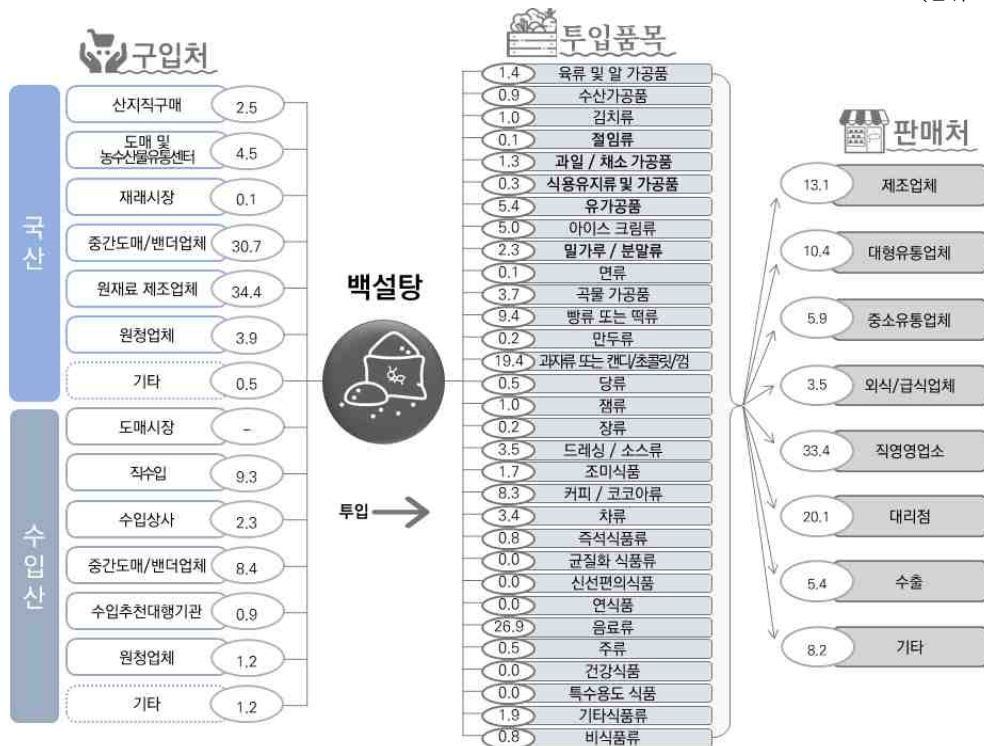 구입처
국산
산지직구매 2.5
도매 및
농수산물유통센터 4.5
재래시장 0.1
중간도매/밴더업체 30.7
원재료 제조업체 34.4
원청업체 3.9
기타 0.5
수입산
도매시장 -
직수입 9.3
수입상사 2.3
중간도매/밴더업체 8.4
수입추천대행기관 0.9
원청업체 1.2
기타 1.2
백설탕
투입
투입품목
1.4 육류 및 알 가공품
0.9 수산가공품
1.0 김치류
0.1 절임류
1.3 과일 / 채소 가공품
0.3 식용유지류 및 가공품
5.4 유가공품
5.0 아이스 크림류
2.3 밀가루 / 분말류
0.1 면류
3.7 곡물 가공품
9.4 빵류 또는 떡류
0.2 만두류
19.4 과자류 또는 캔디/초콜릿/껌
0.5 당류
1.0 잼류
0.2 장류
3.5 드레싱 / 소스류
1.7 조미식품
8.3 커피 / 코코아류
3.4 차류
0.8 즉석식품류
0.0 균질화 식품류
0.0 신선편의식품
0.0 연식품
26.9 음료류
0.5 주류
0.0 건강식품
0.0 특수용도 식품
1.9 기타식품류
0.8 비식품류
판매처
13.1 제조업체
10.4 대형유통업체
5.9 중소유통업체
3.5 외식/급식업체
33.4 직영영업소
20.1 대리점
5.4 수출
8.2 기타